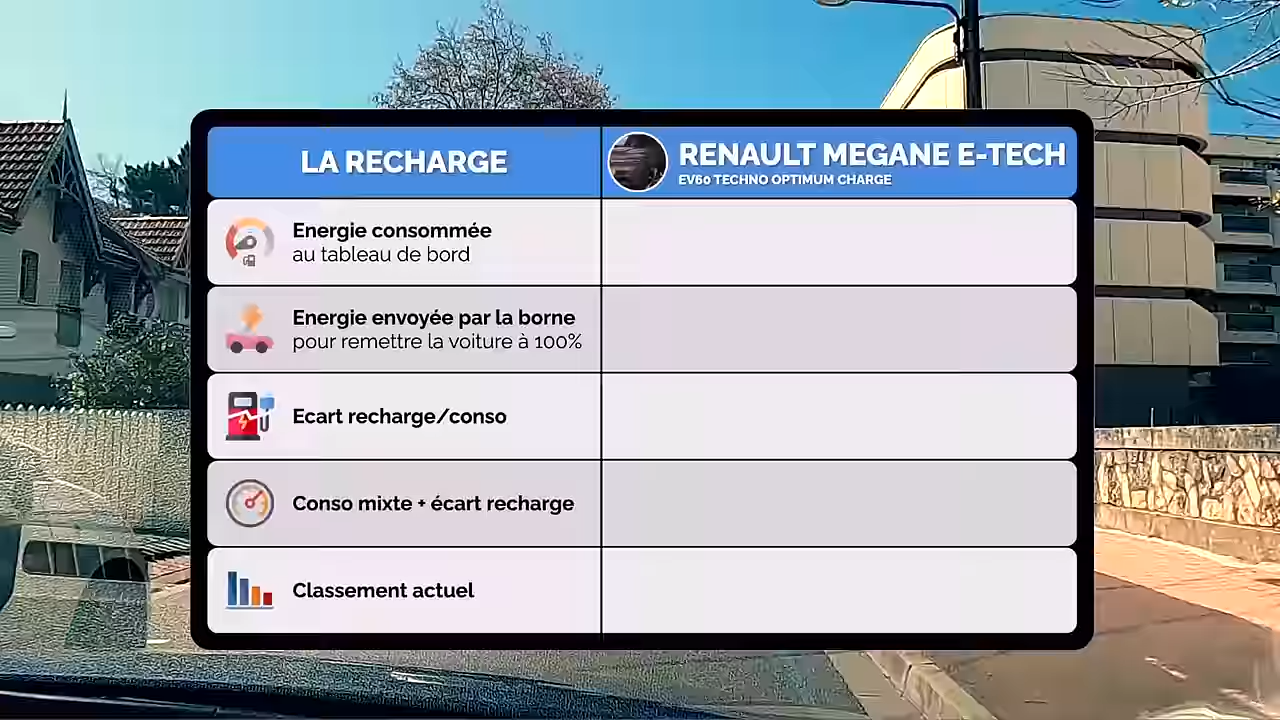 LA RECHARGE
RENAULT MEGANE E-TECH
EV60 TECHNO OPTIMUM CHARGE
Energie consommée
au tableau de bord
Energie envoyée par la borne
pour remettre la voiture à 100%
Ecart recharge/conso
Conso mixte + écart recharge
Classement actuel